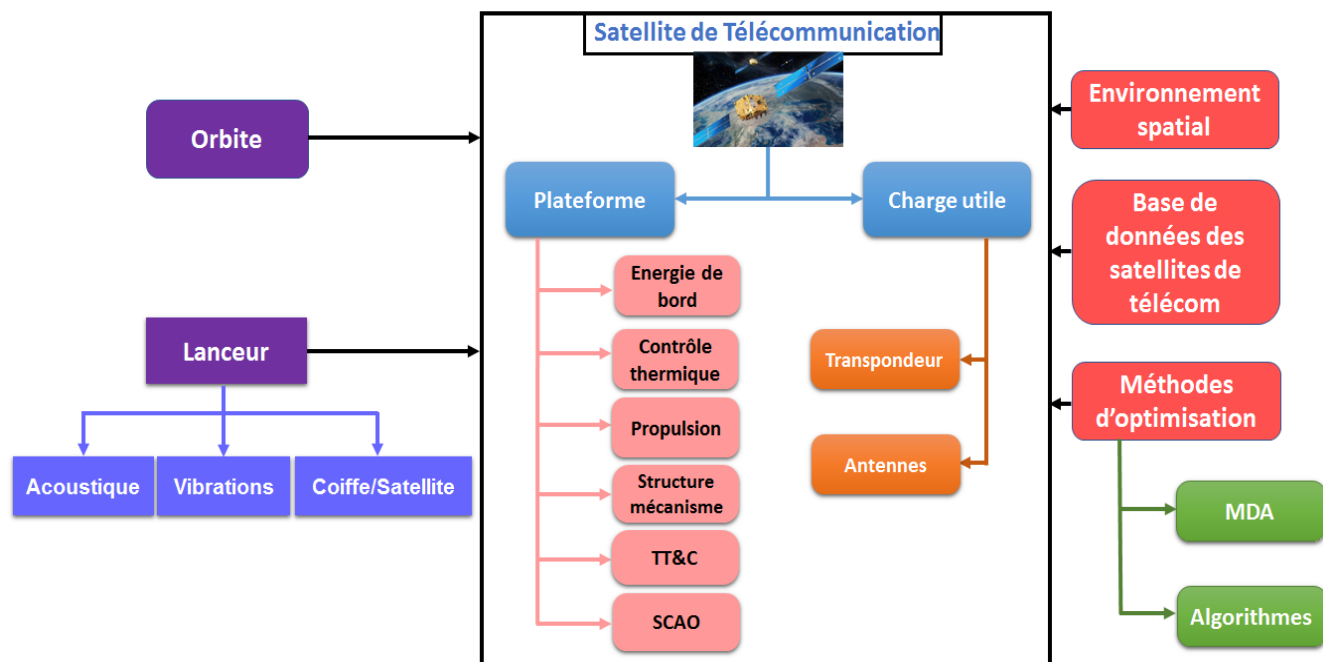 Satellite de Télécommunication
Orbite
Lanceur
Acoustique
Vibrations
Coiffe/Satellite
Plateforme
Charge utile
Energie de
bord
Contrôle
thermique
Propulsion
Structure
mécanisme
TT&C
SCAO
Transpondeur
Antennes
Environnement
spatial
Base de
données des
satellites de
télécom
Méthodes
d’optimisation
MDA
Algorithmes